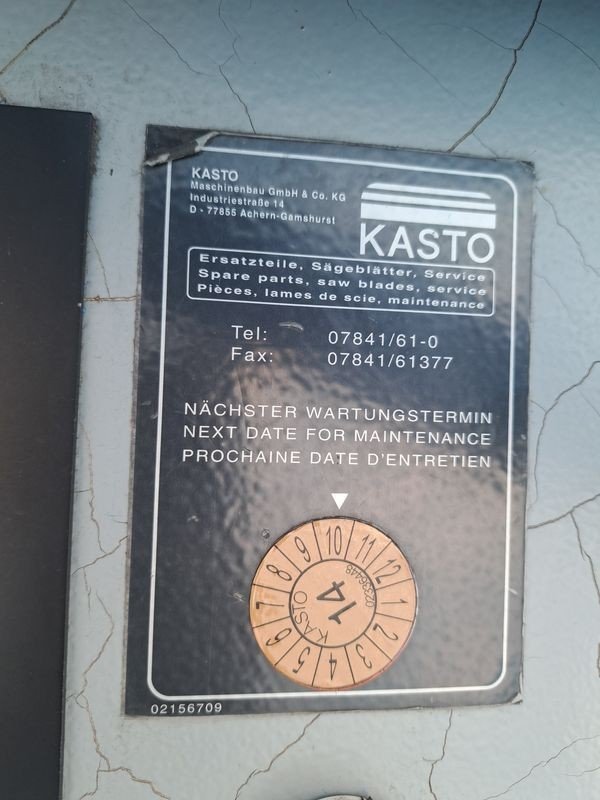 KASTO
Maschinenbau GmbH & Co. KG
Industriestraße 14
D - 77855 Achern-Gamshurst
KASTO
Ersatzteile, Sägeblätter, Service
Spare parts, saw blades, service
Pièces, lames de scie, maintenance
Tel: 07841/61-0
Fax: 07841/61377
NÄCHSTER WARTUNGSTERMIN
NEXT DATE FOR MAINTENANCE
PROCHAINE DATE D'ENTRETIEN
1
2
3
4
5
6
7
8
9
10
11
12
14
KASTO
02336448
02156709